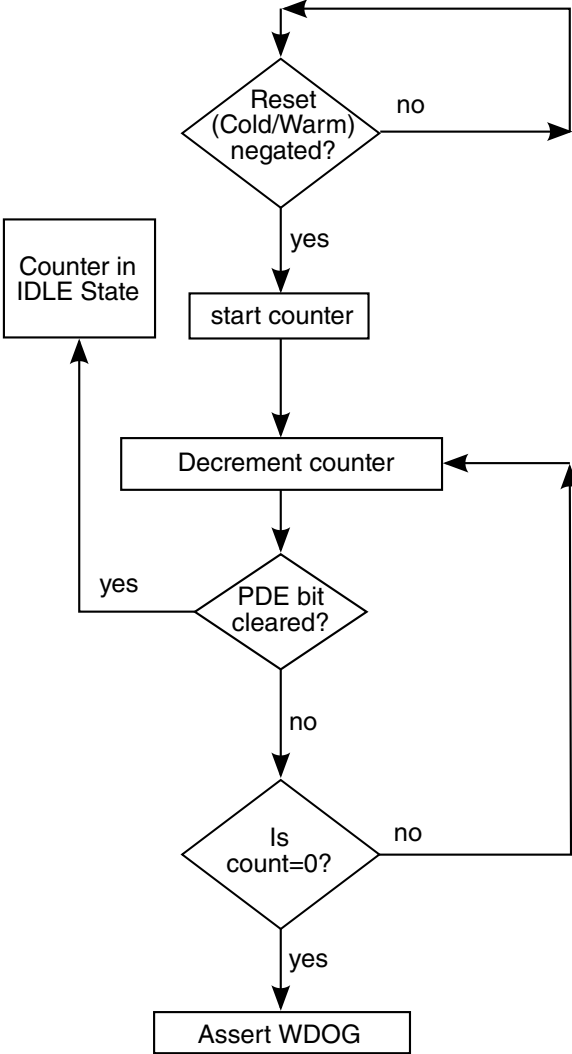 Reset
(Cold/Warm)
negated?
no
yes
Counter in
IDLE State
start counter
Decrement counter
yes
PDE bit
cleared?
no
Is
count=0?
no
yes
Assert WDOG